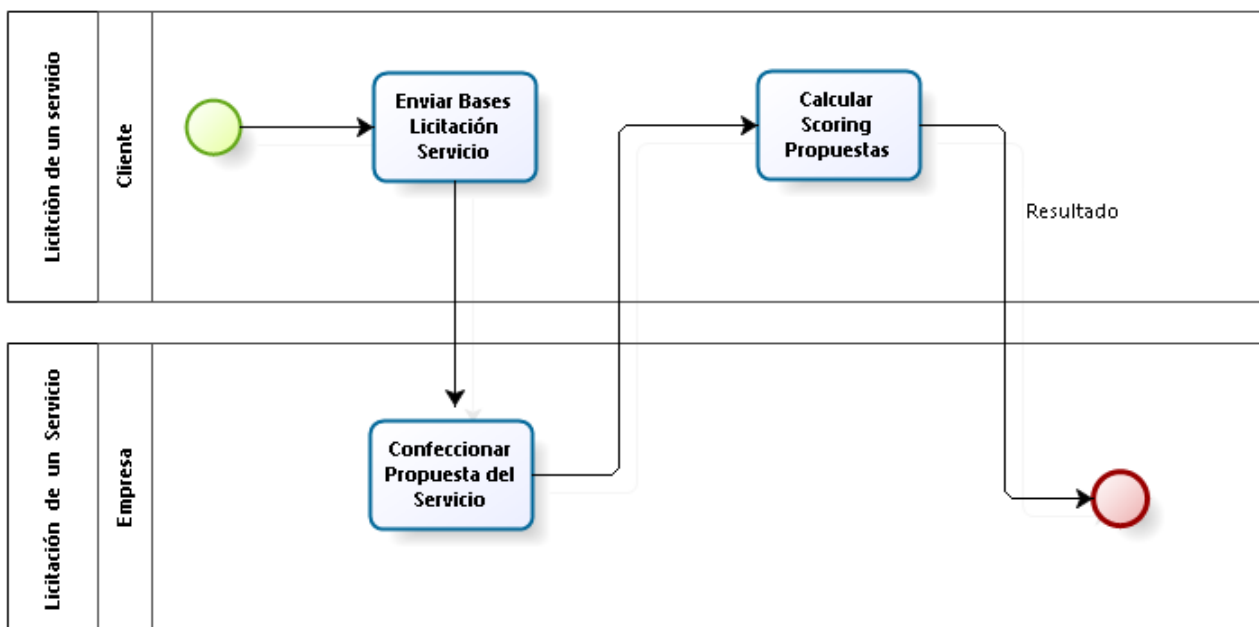 Licitciòn de un servicio
Cliente
Enviar Bases
Licitación
Servicio
Calcular
Scoring
Propuestas
Resultado
Licitación de un Servicio
Empresa
Confeccionar
Propuesta del
Servicio